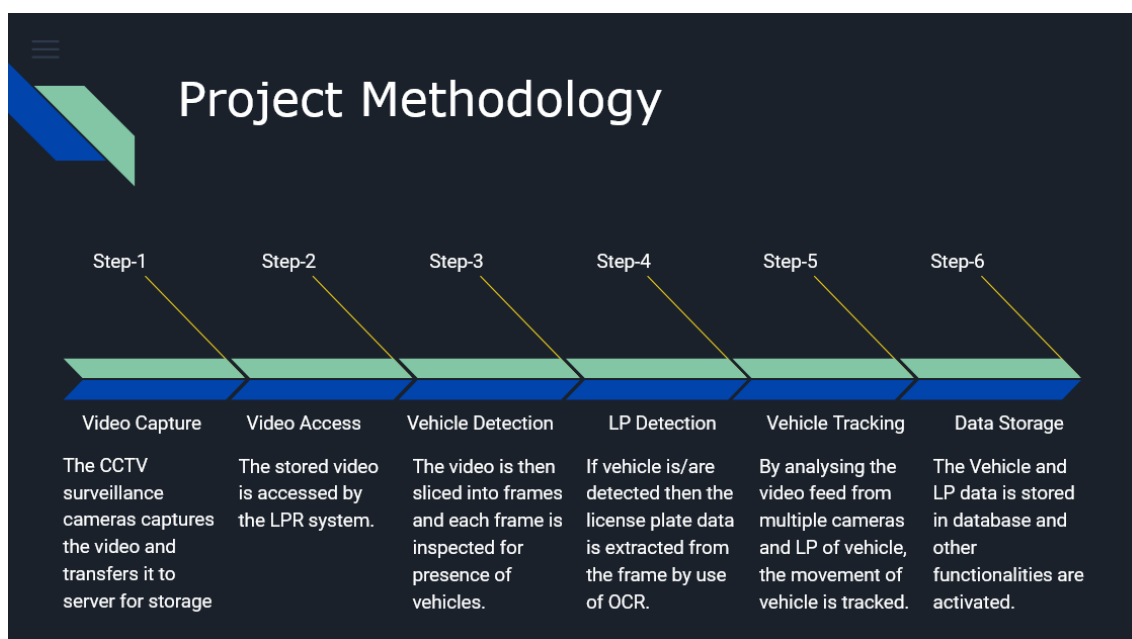 Project Methodology
Step-1
Step-2
Step-3
Step-4
Step-5
Step-6
Video Capture
The CCTV
surveillance
cameras captures
the video and
transfers it to
server for storage
Video Access
The stored video
is accessed by
the LPR system.
Vehicle Detection
The video is then
sliced into frames
and each frame is
inspected for
presence of
vehicles.
LP Detection
If vehicle is/are
detected then the
license plate data
is extracted from
the frame by use
of OCR.
Vehicle Tracking
By analysing the
video feed from
multiple cameras
and LP of vehicle,
the movement of
vehicle is tracked.
Data Storage
The Vehicle and
LP data is stored
in database and
other
functionalities are
activated.